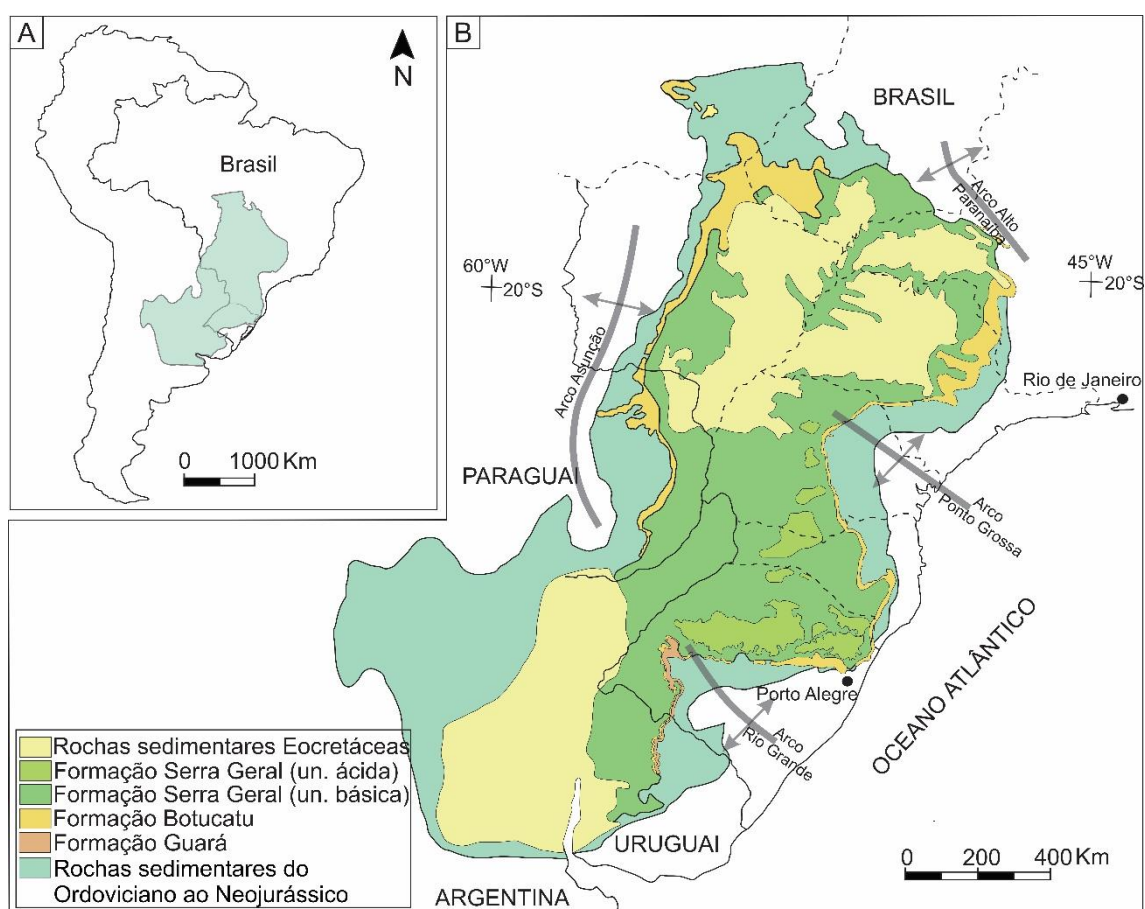 A
N
Brasil
0 1000 Km
B
BRASIL
Arco Alto
Paranaíba
60°W
20°S
45°W
20°S
Arco Asunção
Rio de Janeiro
PARAGUAI
Arco
Ponto Grossa
OCEANO ATLÂNTICO
Porto Alegre
Arco
Rio Grande
URUGUAI
ARGENTINA
0 200 400 Km
Rochas sedimentares Eocretáceas
Formação Serra Geral (un. ácida)
Formação Serra Geral (un. básica)
Formação Botucatu
Formação Guará
Rochas sedimentares do
Ordoviciano ao Neojurássico